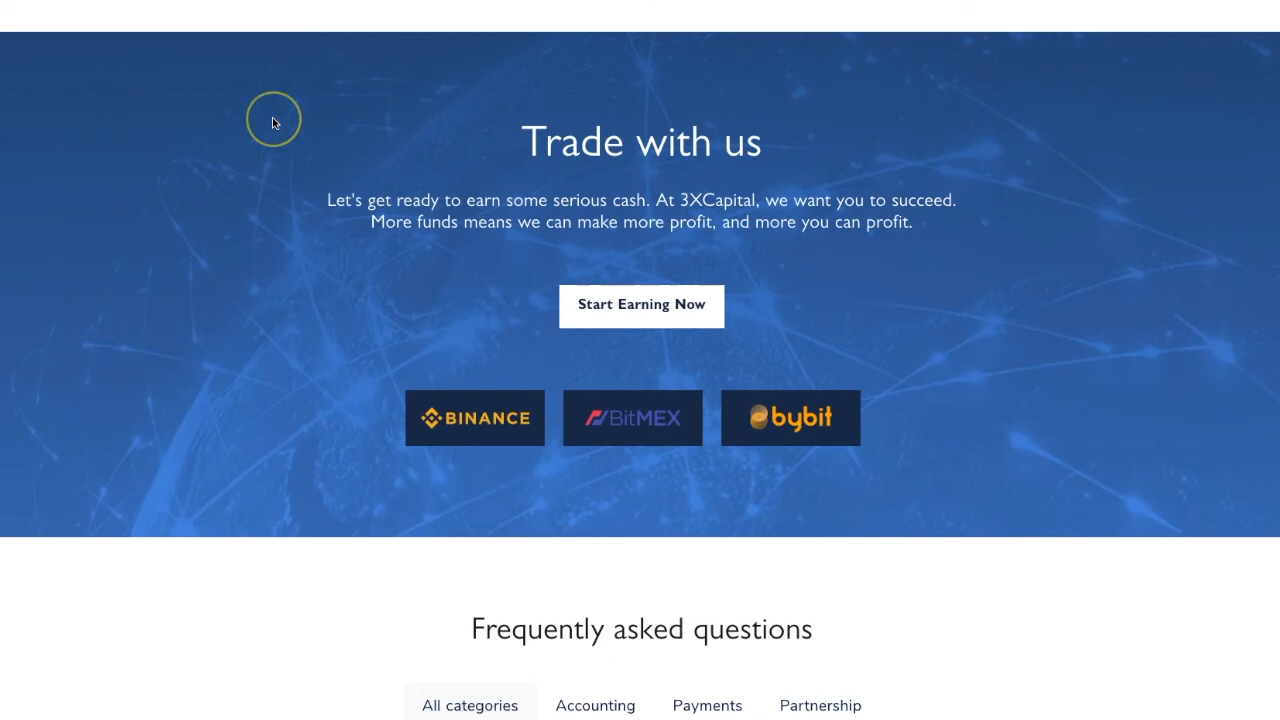 Trade with us
Let's get ready to earn some serious cash. At 3XCapital, we want you to succeed.
More funds means we can make more profit, and more you can profit.
Start Earning Now
BINANCE
BitMEX
bybit
Frequently asked questions
All categories
Accounting
Payments
Partnership